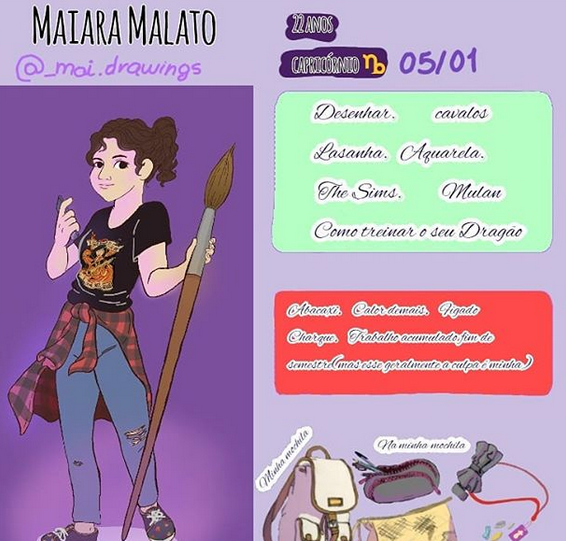 MAIARA MALATO
@_mai.drawings
22 ANOS
CAPRICÓRNIO ♑ 05/01
Desenhar. cavalos
Lasanha. Aquarela.
The Sims. Mulan
Como treinar o seu Dragão
Abacaxi. Calor demais. Figado
Charque. Trabalho acumulado, fim de
semestre(mas esse geralmente a culpa é minha)
Minha mochila
Na minha mochila